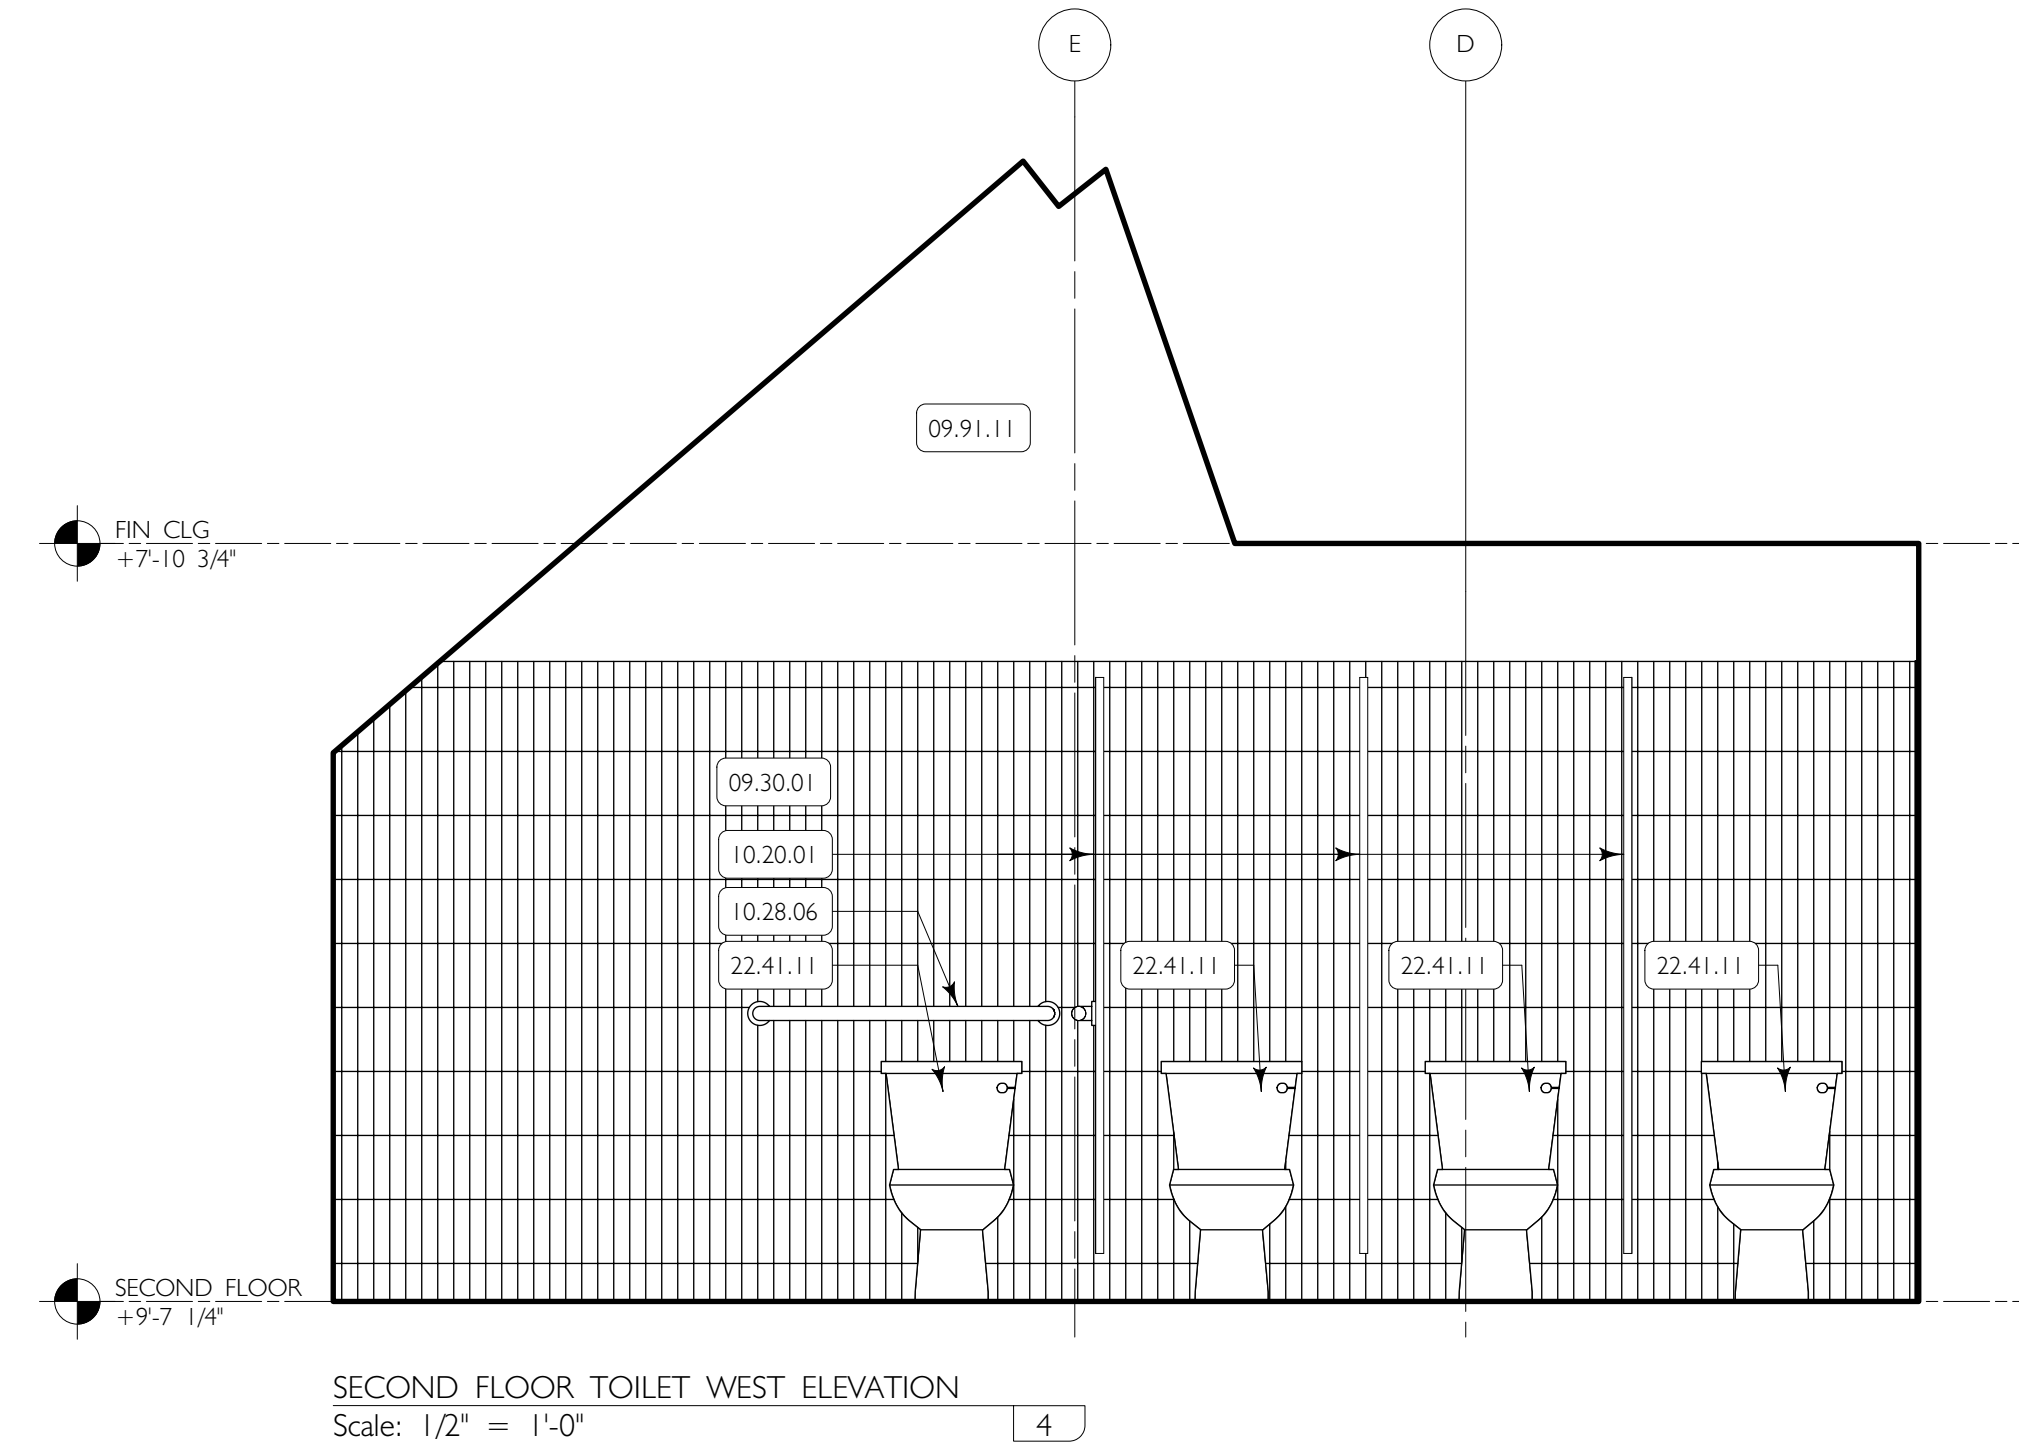 E
D
09.91.11
FIN CLG
+7'-10 3/4"
09.30.01
10.20.01
10.28.06
22.41.11
22.41.11
22.41.11
22.41.11
SECOND FLOOR
+9'-7 1/4"
SECOND FLOOR TOILET WEST ELEVATION
Scale: 1/2" = 1'-0"
4